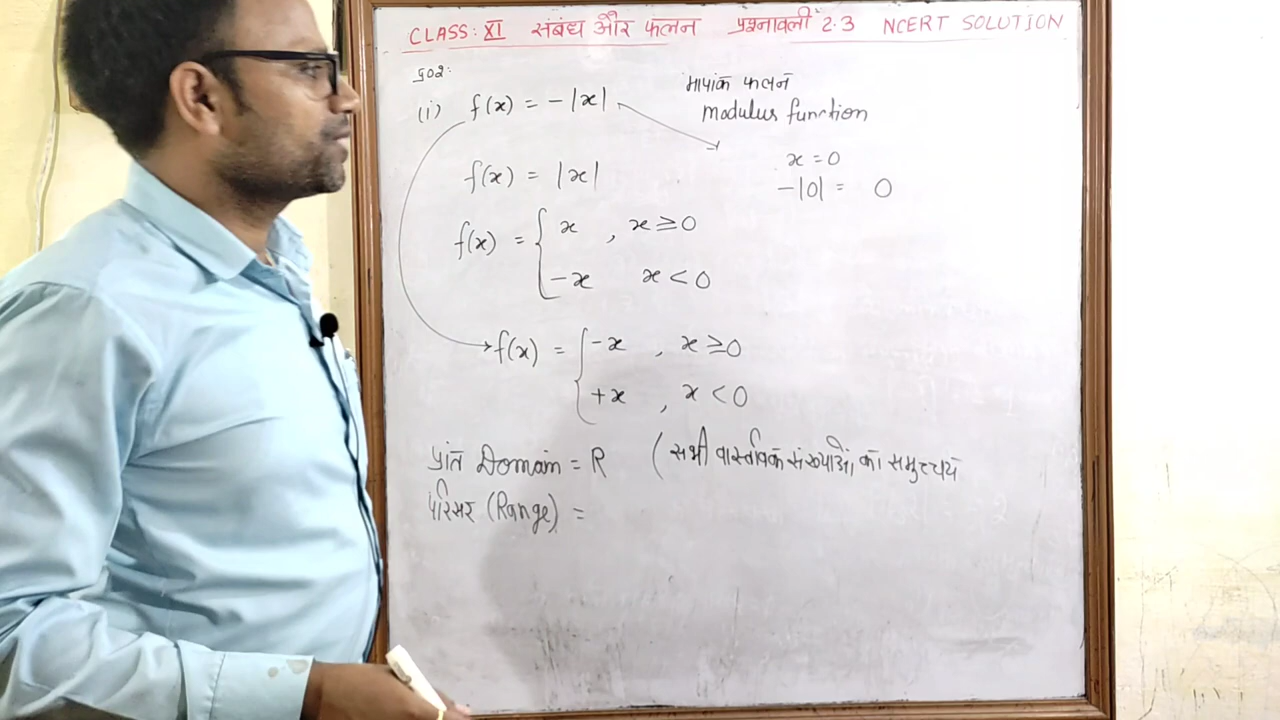 CLASS: XI संबंध और फलन प्रश्नावली 2.3 NCERT SOLUTION
प्र०2:
(i) f(x) = -|x|
मापांक फलन
modulus function
x = 0
-|0| = 0
f(x) = |x|
f(x) = { x , x ≥ 0
-x x < 0
f(x) = { -x , x ≥ 0
+x , x < 0
प्रांत Domain = R ( सभी वास्तविक संख्याओं का समुच्चय
परिसर (Range) =